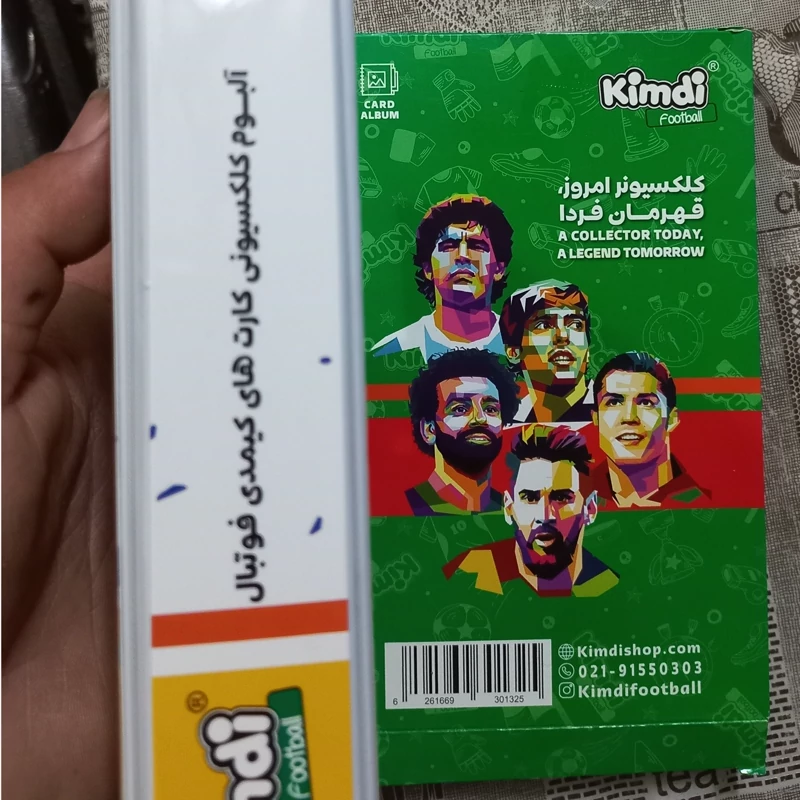 آلبوم کلکسیونی کارت های کیمدی فوتبال
®
Football
CARD
ALBUM
Kimdi®
Football
کلکسیونر امروز،
قهرمان فردا
A COLLECTOR TODAY,
A LEGEND TOMORROW
6 261669 301325
Kimdishop.com
021-91550303
Kimdifootball